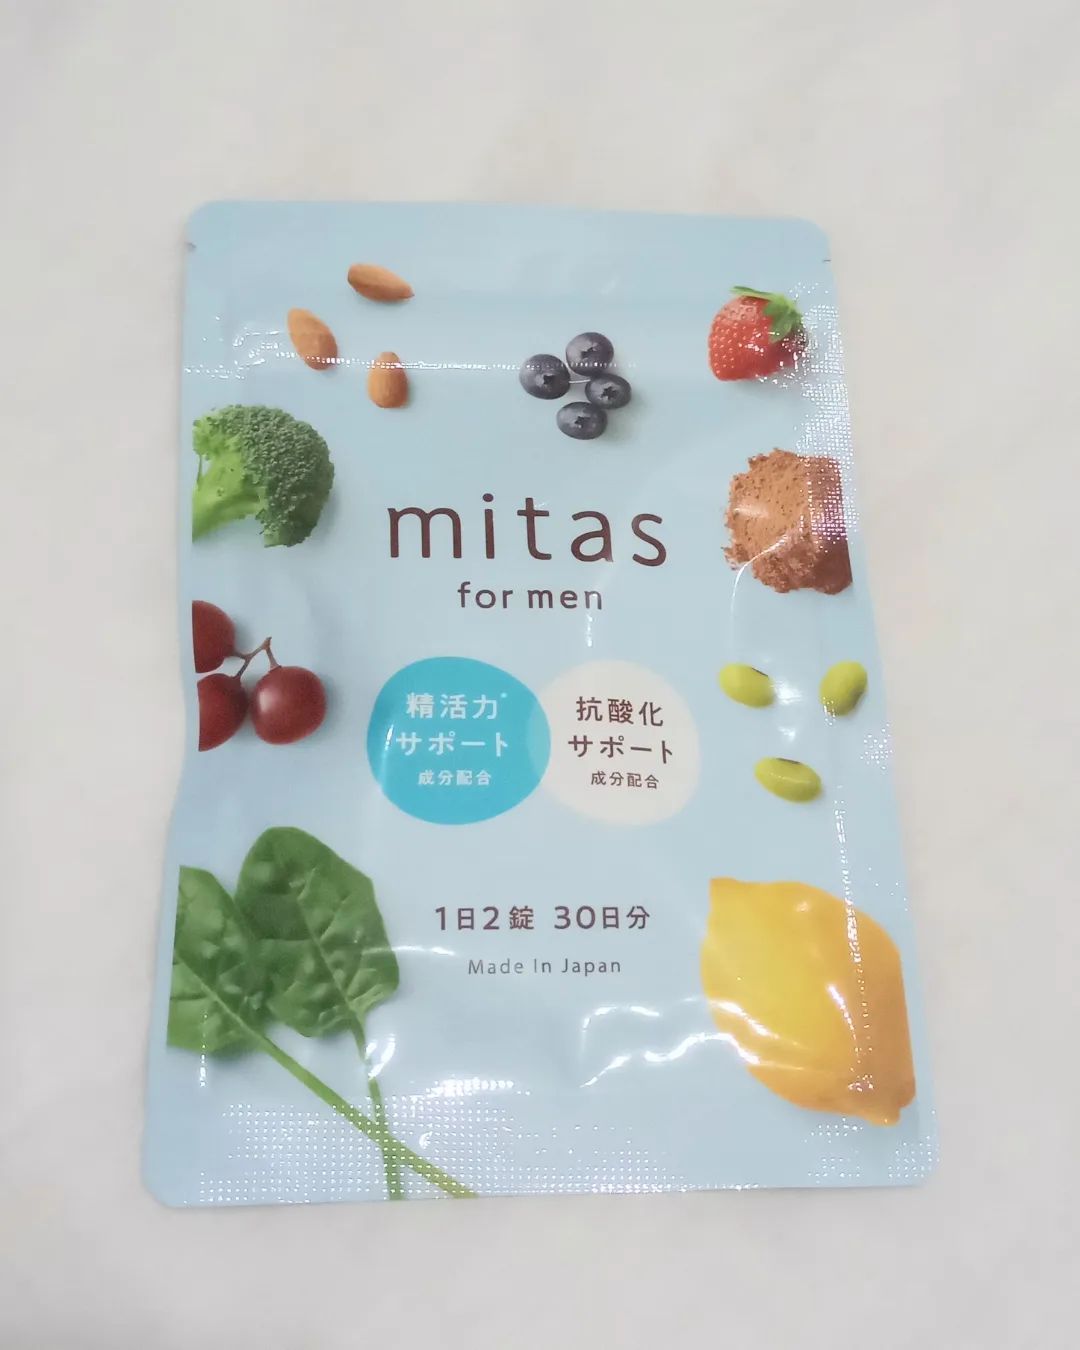 mitas
for men
精活力*
サポート
成分配合
抗酸化
サポート
成分配合
1日2錠 30日分
Made In Japan